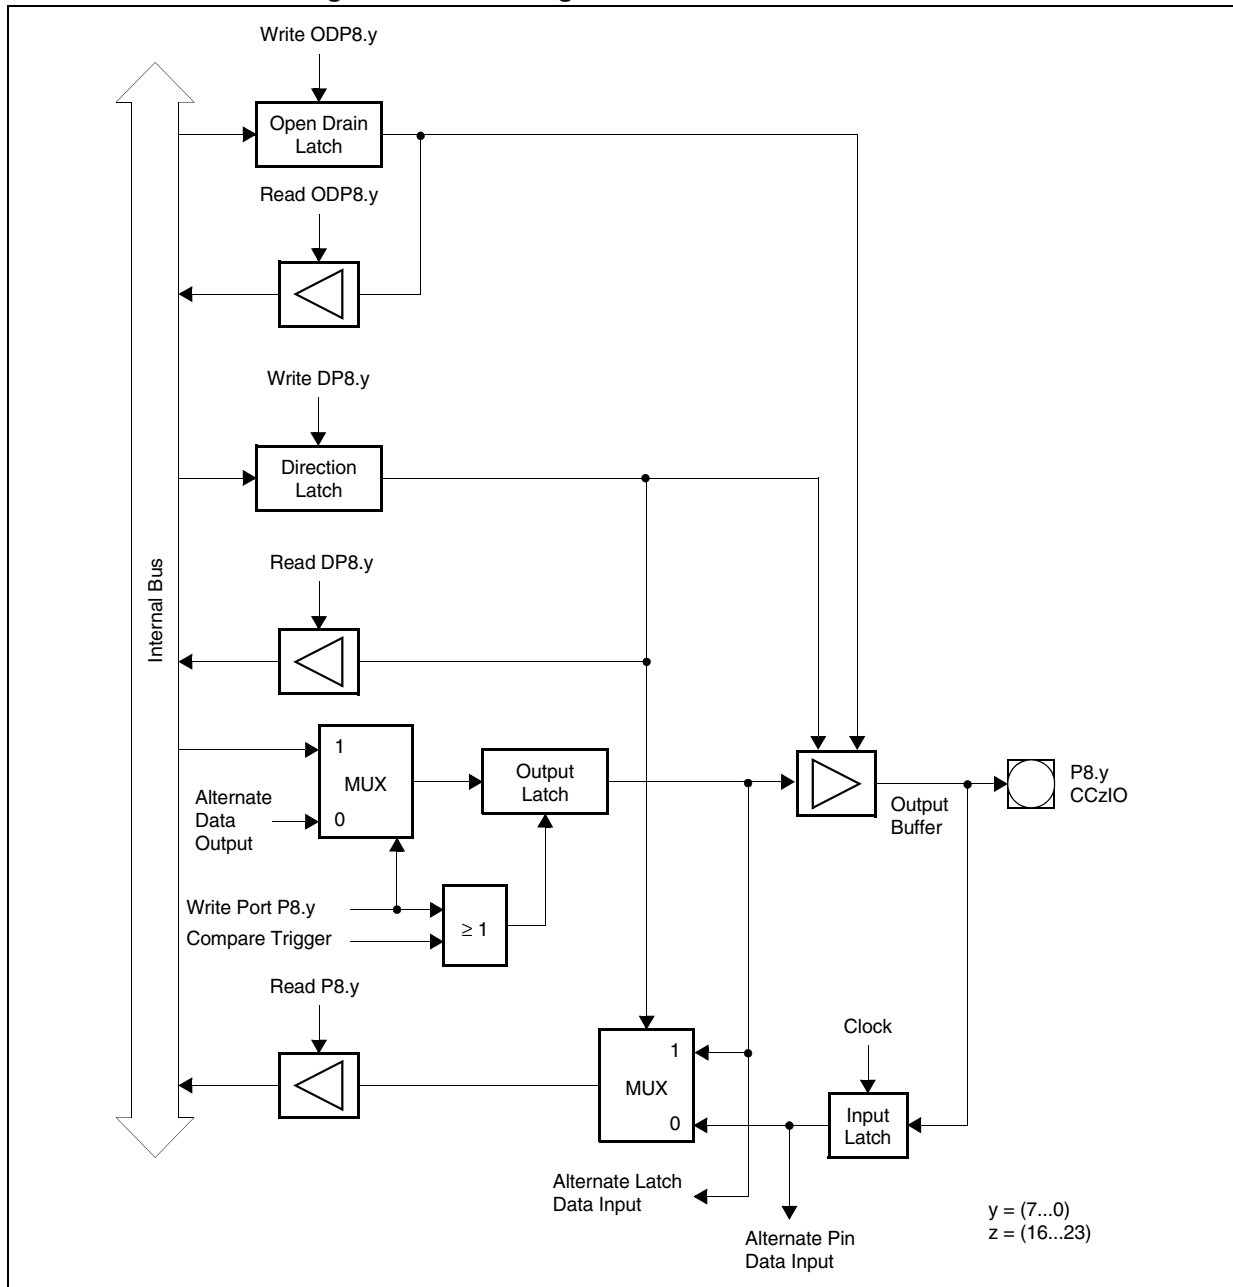 Write ODP8.y
Open Drain
Latch
Read ODP8.y
Write DP8.y
Direction
Latch
Read DP8.y
Internal Bus
1
MUX
0
Alternate
Data
Output
Output
Latch
Output
Buffer
P8.y
CCzIO
Write Port P8.y
Compare Trigger
≥ 1
Read P8.y
Clock
1
MUX
0
Input
Latch
Alternate Latch
Data Input
Alternate Pin
Data Input
y = (7...0)
z = (16...23)